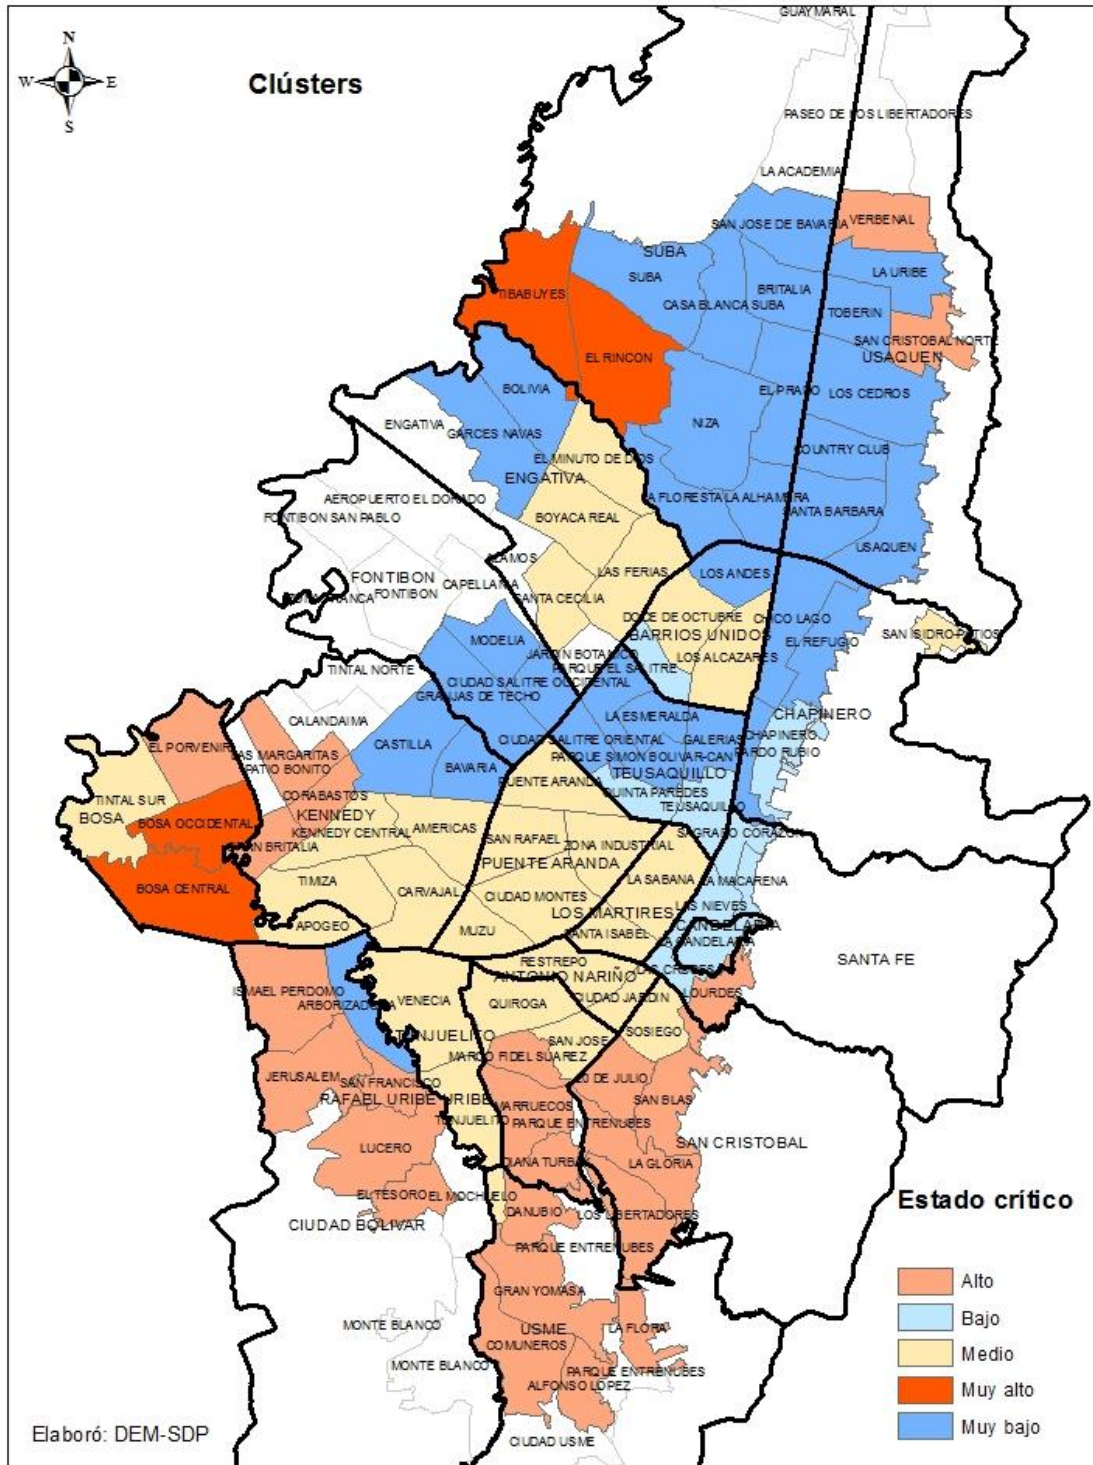 GUAYMARAL
N
W E
S
Clústers
PASEO DE LOS LIBERTADORES
LA ACADEMIA
SAN JOSE DE BAVARIA
VERBENAL
SUBA
SUBA
LA URIBE
BRITALIA
TIBABUYES
CASA BLANCA SUBA
TOBERIN
SAN CRISTOBAL NORTE
USAQUEN
EL RINCON
BOLIVIA
EL PRADO
LOS CEDROS
ENGATIVA
GARCES NAVAS
NIZA
COUNTRY CLUB
EL MINUTO DE DIOS
ENGATIVA
AEROPUERTO EL DORADO
LA FLORESTA
LA ALHAMBRA
SANTA BARBARA
FONTIBON SAN PABLO
BOYACA REAL
USAQUEN
ALAMOS
LAS FERIAS
LOS ANDES
FONTIBON
CAPELLANIA
FONTIBON
SANTA CECILIA
DOCE DE OCTUBRE
CHICO LAGO
BARRIOS UNIDOS
EL REFUGIO
SAN ISIDRO-PATIOS
MODELIA
JARDIN BOTANICO
PARQUE EL SALITRE
LOS ALCAZARES
TINTAL NORTE
CIUDAD SALITRE OCCIDENTAL
GRANJAS DE TECHO
CALANDAIMA
LA ESMERALDA
CHAPINERO
EL PORVENIR
LAS MARGARITAS
CASTILLA
CIUDAD SALITRE ORIENTAL
GALERIAS
CHAPINERO
PARDO RUBIO
PATIO BONITO
BAVARIA
PARQUE SIMON BOLIVAR-CAN
TEUSAQUILLO
PUENTE ARANDA
TINTAL SUR
CORABASTOS
QUINTA PAREDES
TEUSAQUILLO
BOSA
BOSA OCCIDENTAL
KENNEDY
KENNEDY CENTRAL
AMERICAS
SAGRADO CORAZON
GRAN BRITALIA
SAN RAFAEL
ZONA INDUSTRIAL
PUENTE ARANDA
BOSA CENTRAL
TIMIZA
CARVAJAL
LA SABANA
LA MACARENA
CIUDAD MONTES
LAS NIEVES
LOS MARTIRES
CANDELARIA
APOGEO
MUZU
SANTA ISABEL
LA CANDELARIA
RESTREPO
SANTA FE
ANTONIO NARIÑO
LAS CRUCES
ISMAEL PERDOMO
ARBORIZADORA
VENECIA
QUIROGA
CIUDAD JARDIN
LOURDES
TUNJUELITO
SAN JOSE
SOSIEGO
MARCO FIDEL SUAREZ
JERUSALEM
SAN FRANCISCO
20 DE JULIO
RAFAEL URIBE URIBE
MARRUECOS
SAN BLAS
TUNJUELITO
PARQUE ENTRENUBES
SAN CRISTOBAL
LUCERO
DIANA TURBAY
LA GLORIA
EL TESORO
EL MOCHUELO
Estado crítico
DANUBIO
LOS LIBERTADORES
CIUDAD BOLIVAR
PARQUE ENTRENUBES
Alto
GRAN YOMASA
Bajo
MONTE BLANCO
USME
LA FLORA
COMUNEROS
Medio
MONTE BLANCO
PARQUE ENTRENUBES
ALFONSO LÓPEZ
Muy alto
Elaboró: DEM-SDP
Muy bajo
CIUDAD USME